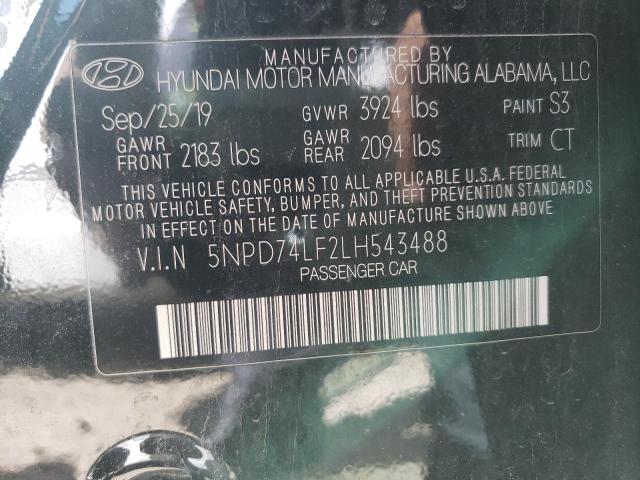 MANUFACTURED BY
HYUNDAI MOTOR MANUFACTURING ALABAMA, LLC
Sep/25/19 GVWR 3924 lbs PAINT S3
GAWR FRONT 2183 lbs GAWR REAR 2094 lbs TRIM CT
THIS VEHICLE CONFORMS TO ALL APPLICABLE U.S.A. FEDERAL
MOTOR VEHICLE SAFETY, BUMPER, AND THEFT PREVENTION STANDARDS
IN EFFECT ON THE DATE OF MANUFACTURE SHOWN ABOVE
V.I.N 5NPD74LF2LH543488
PASSENGER CAR